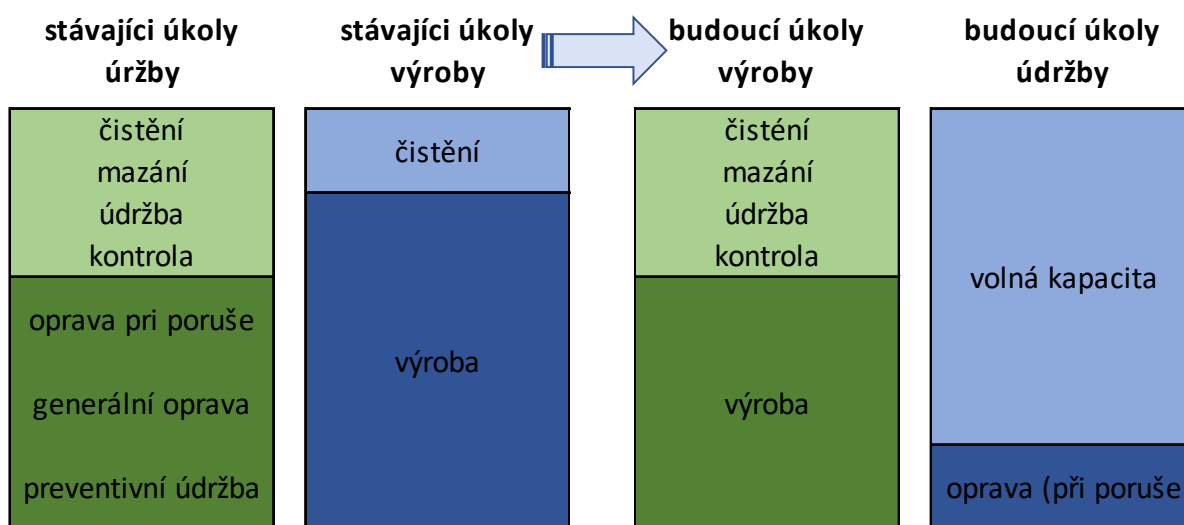 stávajíci úkoly
úržby
čistění
mazání
údržba
kontrola
oprava pri poruše
generální oprava
preventivní údržba
stávajíci úkoly
výroby
čistění
výroba
budoucí úkoly
výroby
čisténí
mazání
údržba
kontrola
výroba
budoucí úkoly
údržby
volná kapacita
oprava (při poruše